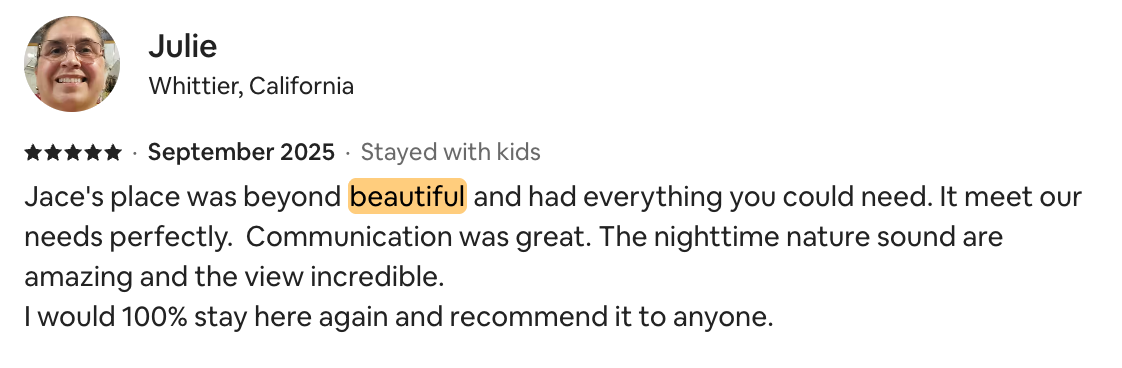 Julie
Whittier, California
★★★★★ · September 2025 · Stayed with kids
Jace's place was beyond beautiful and had everything you could need. It meet our
needs perfectly.  Communication was great. The nighttime nature sound are
amazing and the view incredible.
I would 100% stay here again and recommend it to anyone.